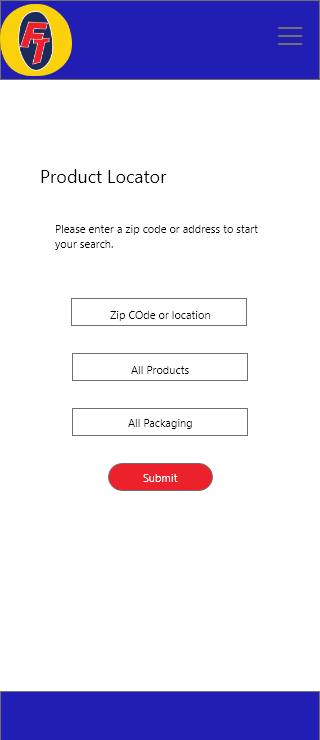 FT
Product Locator
Please enter a zip code or address to start
your search.
Zip COde or location
All Products
All Packaging
Submit